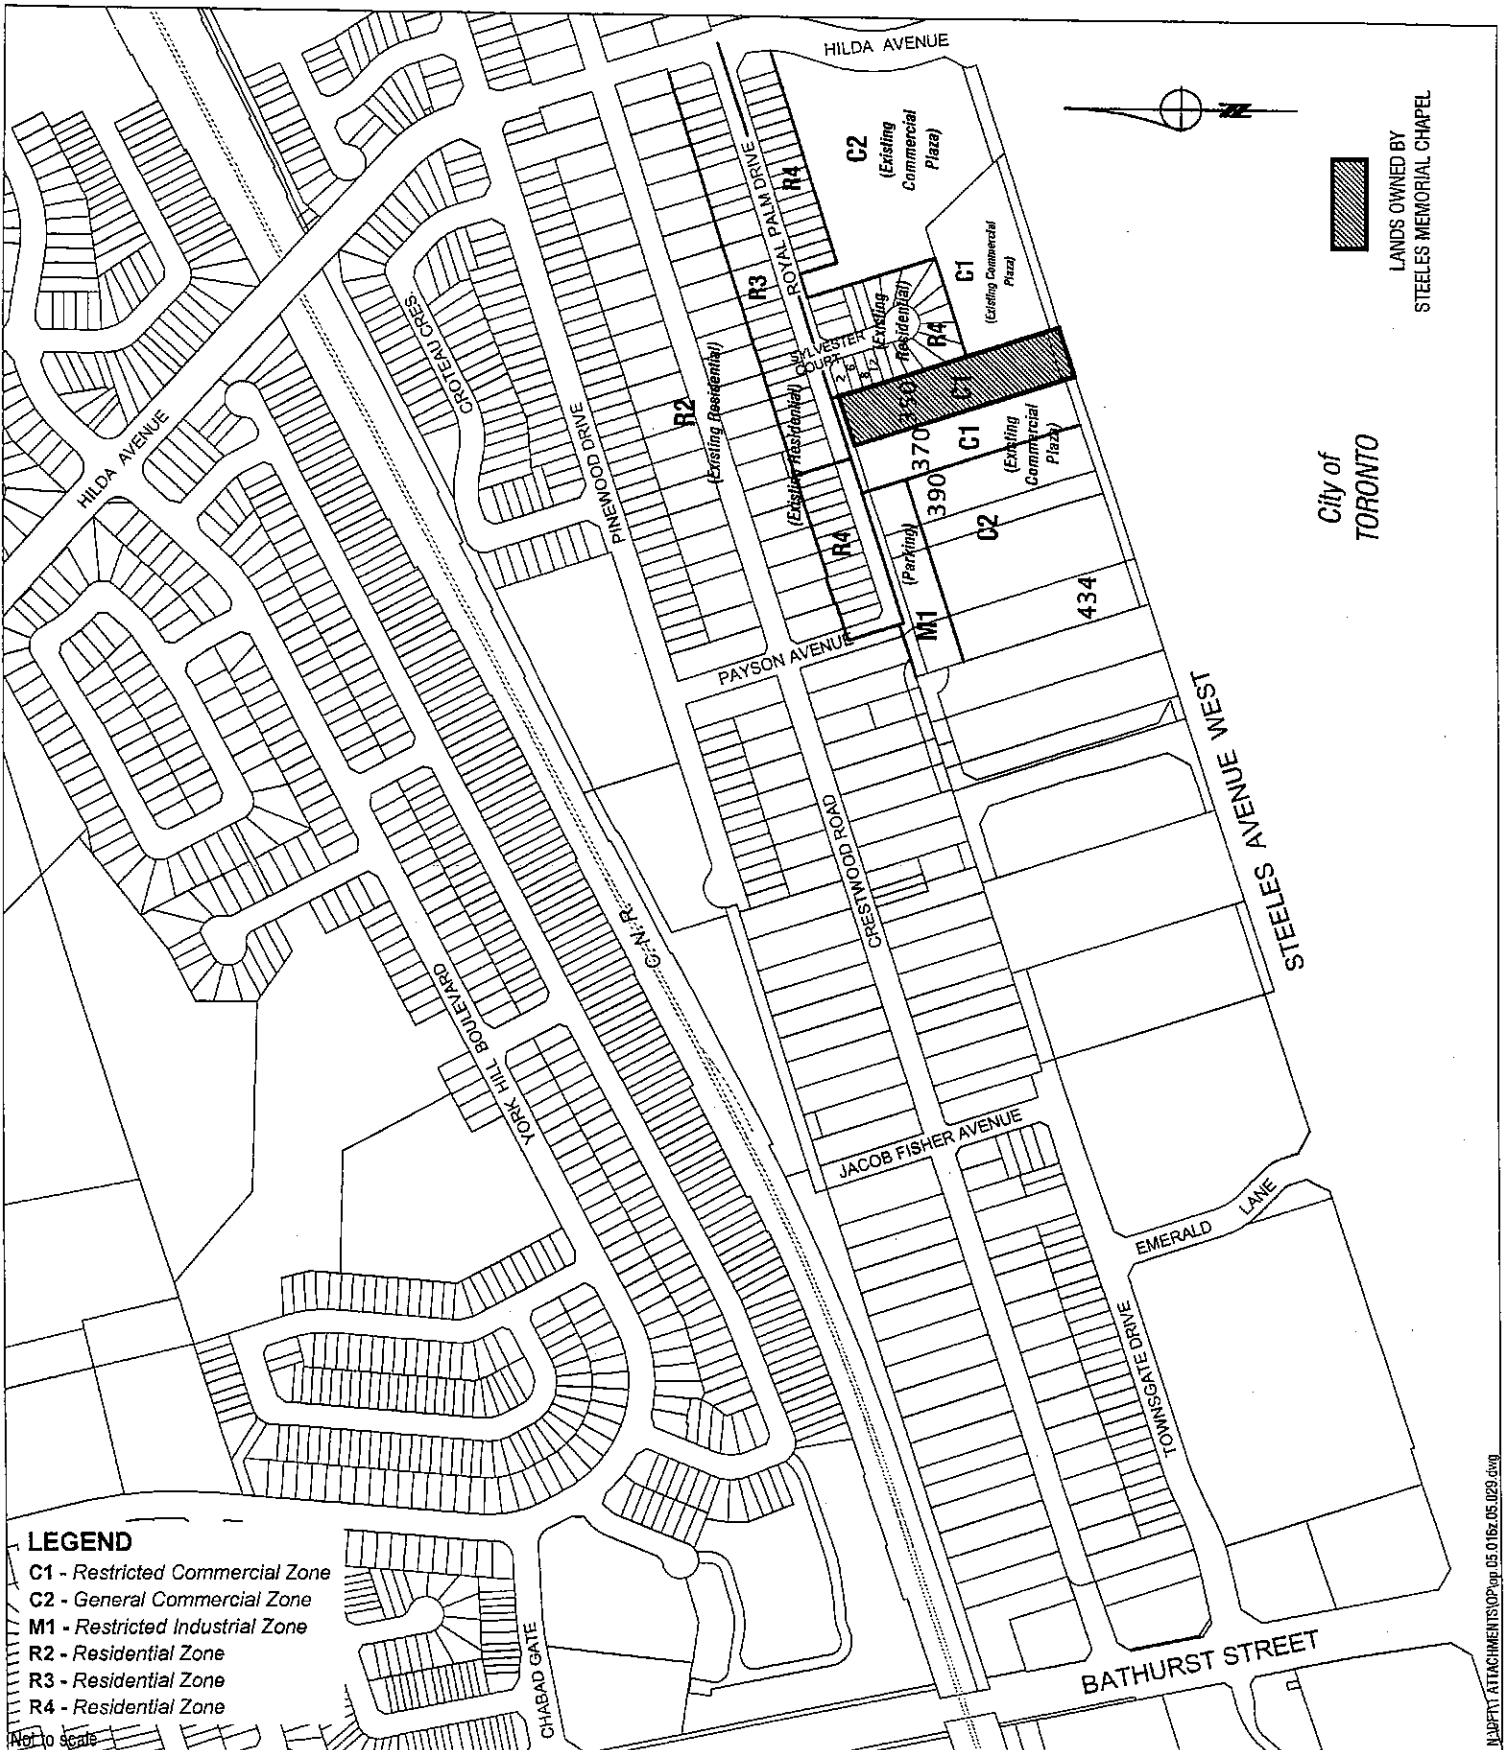 HILDA AVENUE
C2
(Existing
Commercial
Plaza)
LANDS OWNED BY
STEELES MEMORIAL CHAPEL
ROYAL PALM DRIVE
R4
R3
C1
(Existing Commercial
Plaza)
CROTEAU CRES.
SYLVESTER
COURT
2
6
8
12
(Existing
Residential)
R4
PINEWOOD DRIVE
R2
(Existing Residential)
(Existing Residential)
350
C1
370
C1
(Existing
Commercial
Plaza)
HILDA AVENUE
390
C2
R4
(Parking)
M1
434
City of
TORONTO
PAYSON AVENUE
STEELES AVENUE WEST
CRESTWOOD ROAD
C.N.R.
YORK HILL BOULEVARD
JACOB FISHER AVENUE
EMERALD LANE
TOWNSGATE DRIVE
BATHURST STREET
CHABAD GATE
LEGEND
C1 - Restricted Commercial Zone
C2 - General Commercial Zone
M1 - Restricted Industrial Zone
R2 - Residential Zone
R3 - Residential Zone
R4 - Residential Zone
Not to scale